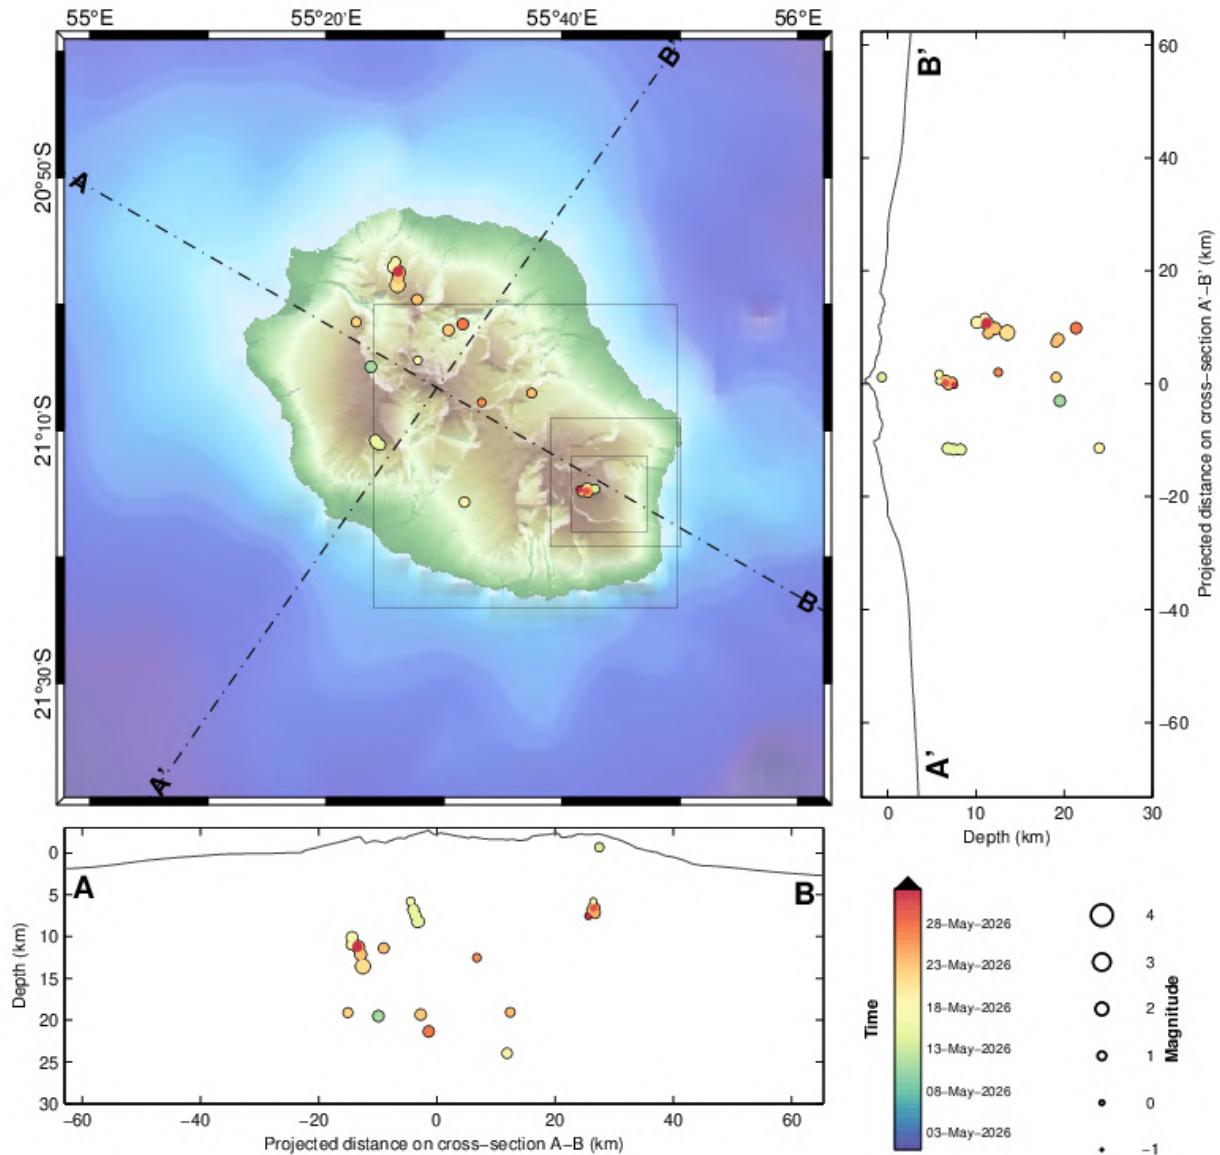 55°20'E 55°40'E 56°E
55°E
20°50'S
21°10'S
21°30'S
A
B'
A'
B
B'
A'
60
40
20
0
−20
−40
−60
Projected distance on cross−section A'−B' (km)
0 10 20 30
Depth (km)
A B
0
5
10
15
20
25
30
Depth (km)
−60 −40 −20 0 20 40 60
Projected distance on cross−section A−B (km)
Time
28−May−2026
23−May−2026
18−May−2026
13−May−2026
08−May−2026
03−May−2026
4
3
2
1
0
−1
Magnitude